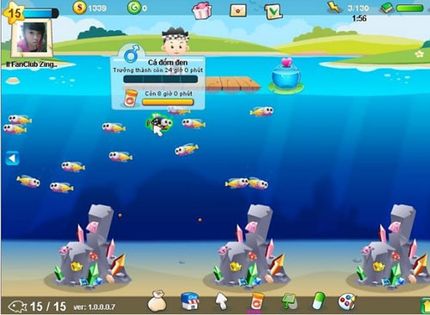 15
1339
0
3/130
1:56
II FanClub Zing..
Cá đốm đen
Trưởng thành còn 24 giờ 0 phút
Còn 8 giờ 0 phút
15 / 15 ver: 1.0.0.0.7